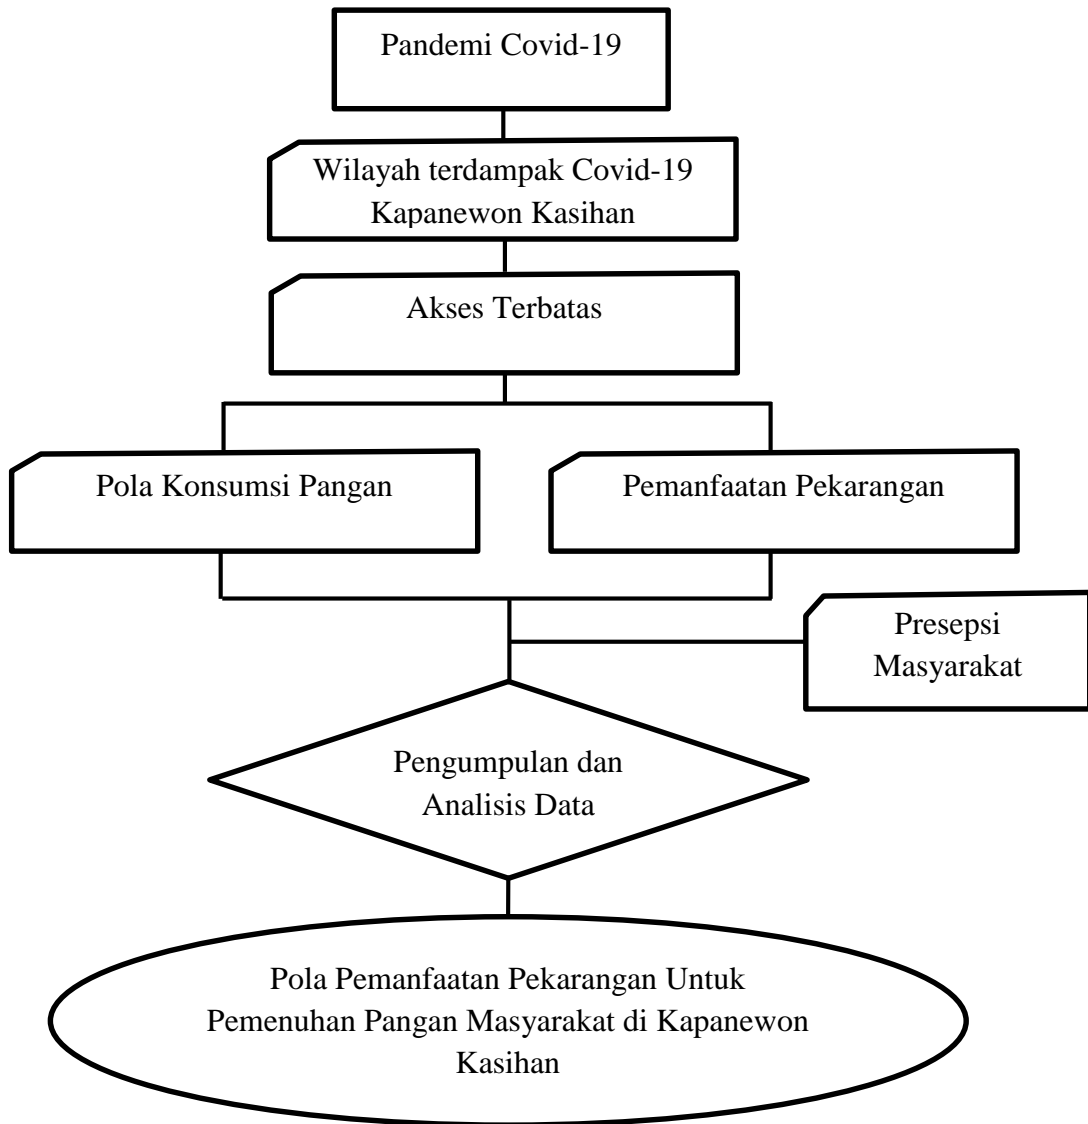 Pandemi Covid-19
Wilayah terdampak Covid-19
Kapanewon Kasihan
Akses Terbatas
Pola Konsumsi Pangan
Pemanfaatan Pekarangan
Presepsi
Masyarakat
Pengumpulan dan
Analisis Data
Pola Pemanfaatan Pekarangan Untuk
Pemenuhan Pangan Masyarakat di Kapanewon
Kasihan